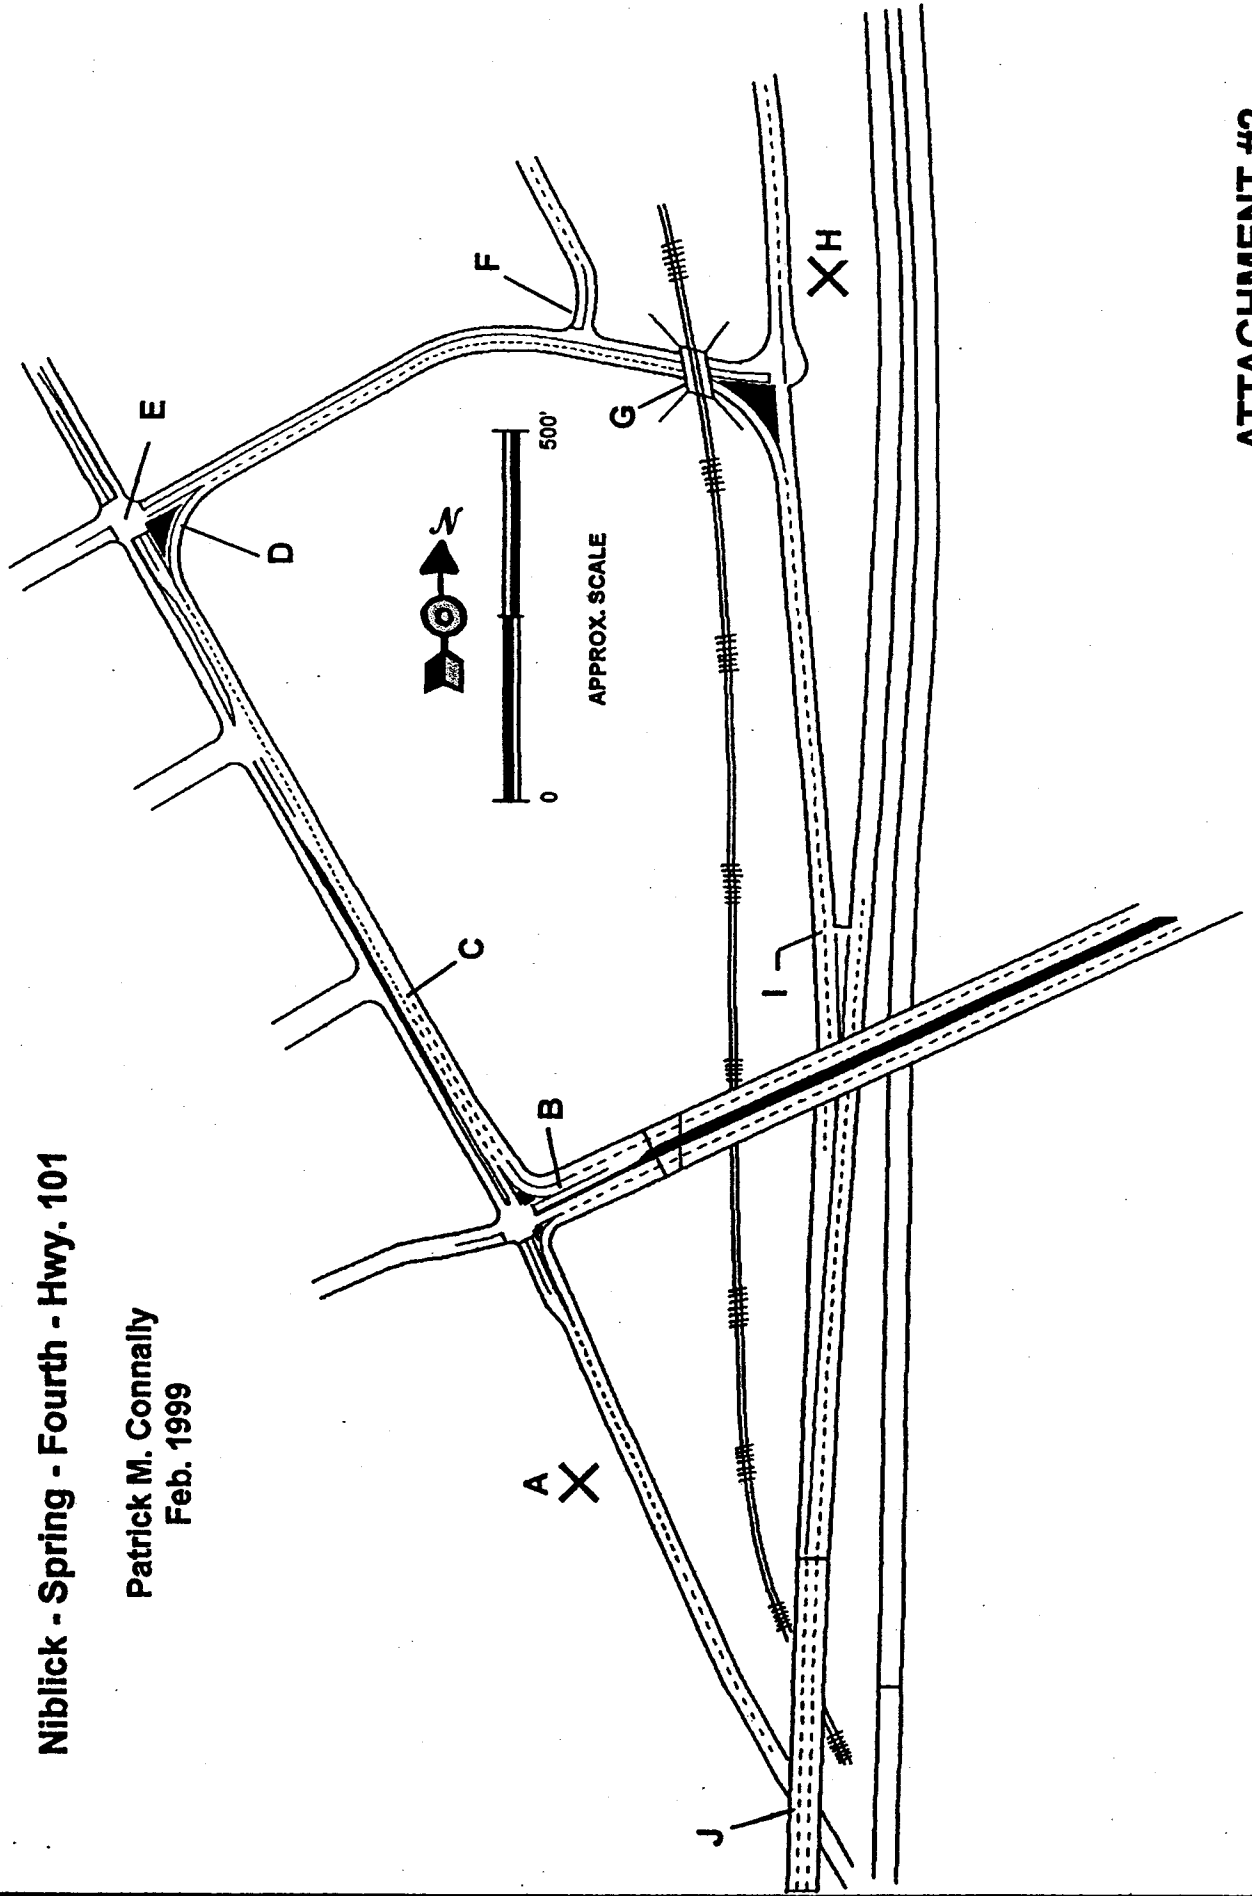 Niblick - Spring - Fourth - Hwy. 101
Patrick M. Connally
Feb. 1999
A
B
C
D
E
F
G
H
I
J
N
0
500'
APPROX. SCALE
ATTACHMENT #2